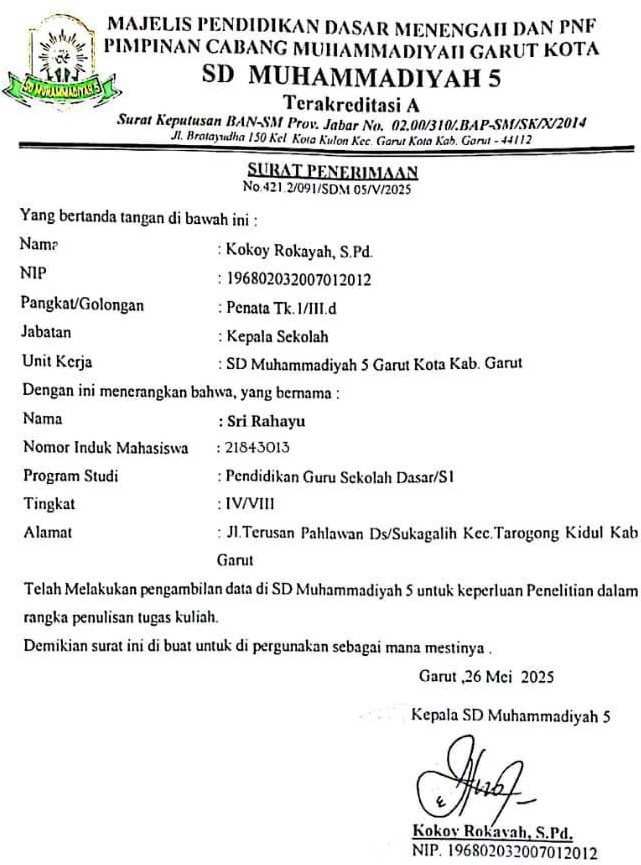 MAJELIS PENDIDIKAN DASAR MENENGAH DAN PNF
PIMPINAN CABANG MUHAMMADIYAH GARUT KOTA
SD MUHAMMADIYAH 5
SD MUHAMMADIYAH 5
Terakreditasi A
Surat Keputusan BAN-SM Prov. Jabar No. 02.00/310/.BAP-SM/SK/X/2014
Jl. Bratayudha 150 Kel Kota Kulon Kec. Garut Kota Kab. Garut - 44112
SURAT PENERIMAAN
No.421.2/091/SDM 05/V/2025
Yang bertanda tangan di bawah ini :
Nama : Kokoy Rokayah, S.Pd.
NIP : 196802032007012012
Pangkat/Golongan : Penata Tk.1/III.d
Jabatan : Kepala Sekolah
Unit Kerja : SD Muhammadiyah 5 Garut Kota Kab. Garut
Dengan ini menerangkan bahwa, yang bernama :
Nama : Sri Rahayu
Nomor Induk Mahasiswa : 21843013
Program Studi : Pendidikan Guru Sekolah Dasar/S1
Tingkat : IV/VIII
Alamat : Jl.Terusan Pahlawan Ds/Sukagalih Kec.Tarogong Kidul Kab
Garut
Telah Melakukan pengambilan data di SD Muhammadiyah 5 untuk keperluan Penelitian dalam
rangka penulisan tugas kuliah.
Demikian surat ini di buat untuk di pergunakan sebagai mana mestinya .
Garut ,26 Mei 2025
Kepala SD Muhammadiyah 5
Kokoy Rokayah, S.Pd.
NIP. 196802032007012012